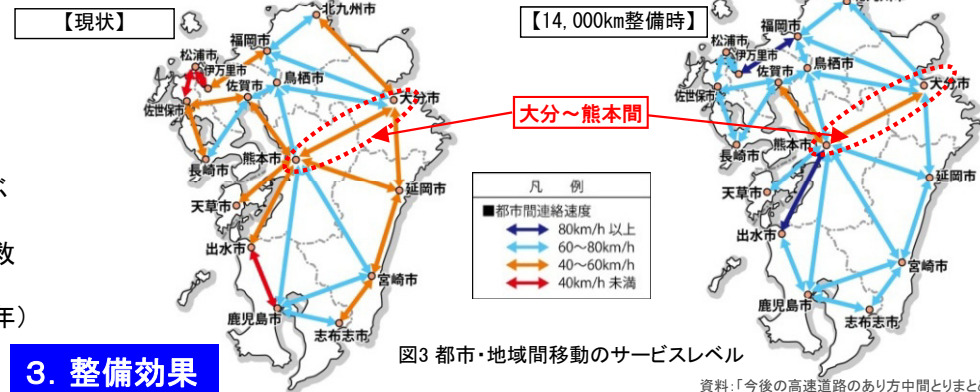 【現状】
北九州市
福岡市
松浦市
伊万里市
鳥栖市
佐賀市
大分市
佐世保市
熊本市
長崎市
天草市
延岡市
出水市
宮崎市
鹿児島市
志布志市
大分～熊本間
凡 例
■都市間連絡速度
80km/h 以上
60～80km/h
40～60km/h
40km/h 未満
【14,000km整備時】
北九州市
福岡市
松浦市
伊万里市
鳥栖市
佐賀市
大分市
佐世保市
熊本市
長崎市
天草市
延岡市
出水市
宮崎市
鹿児島市
志布志市
図3 都市・地域間移動のサービスレベル
資料：「今後の高速道路のあり方中間とりまと
数
年）
3．整備効果